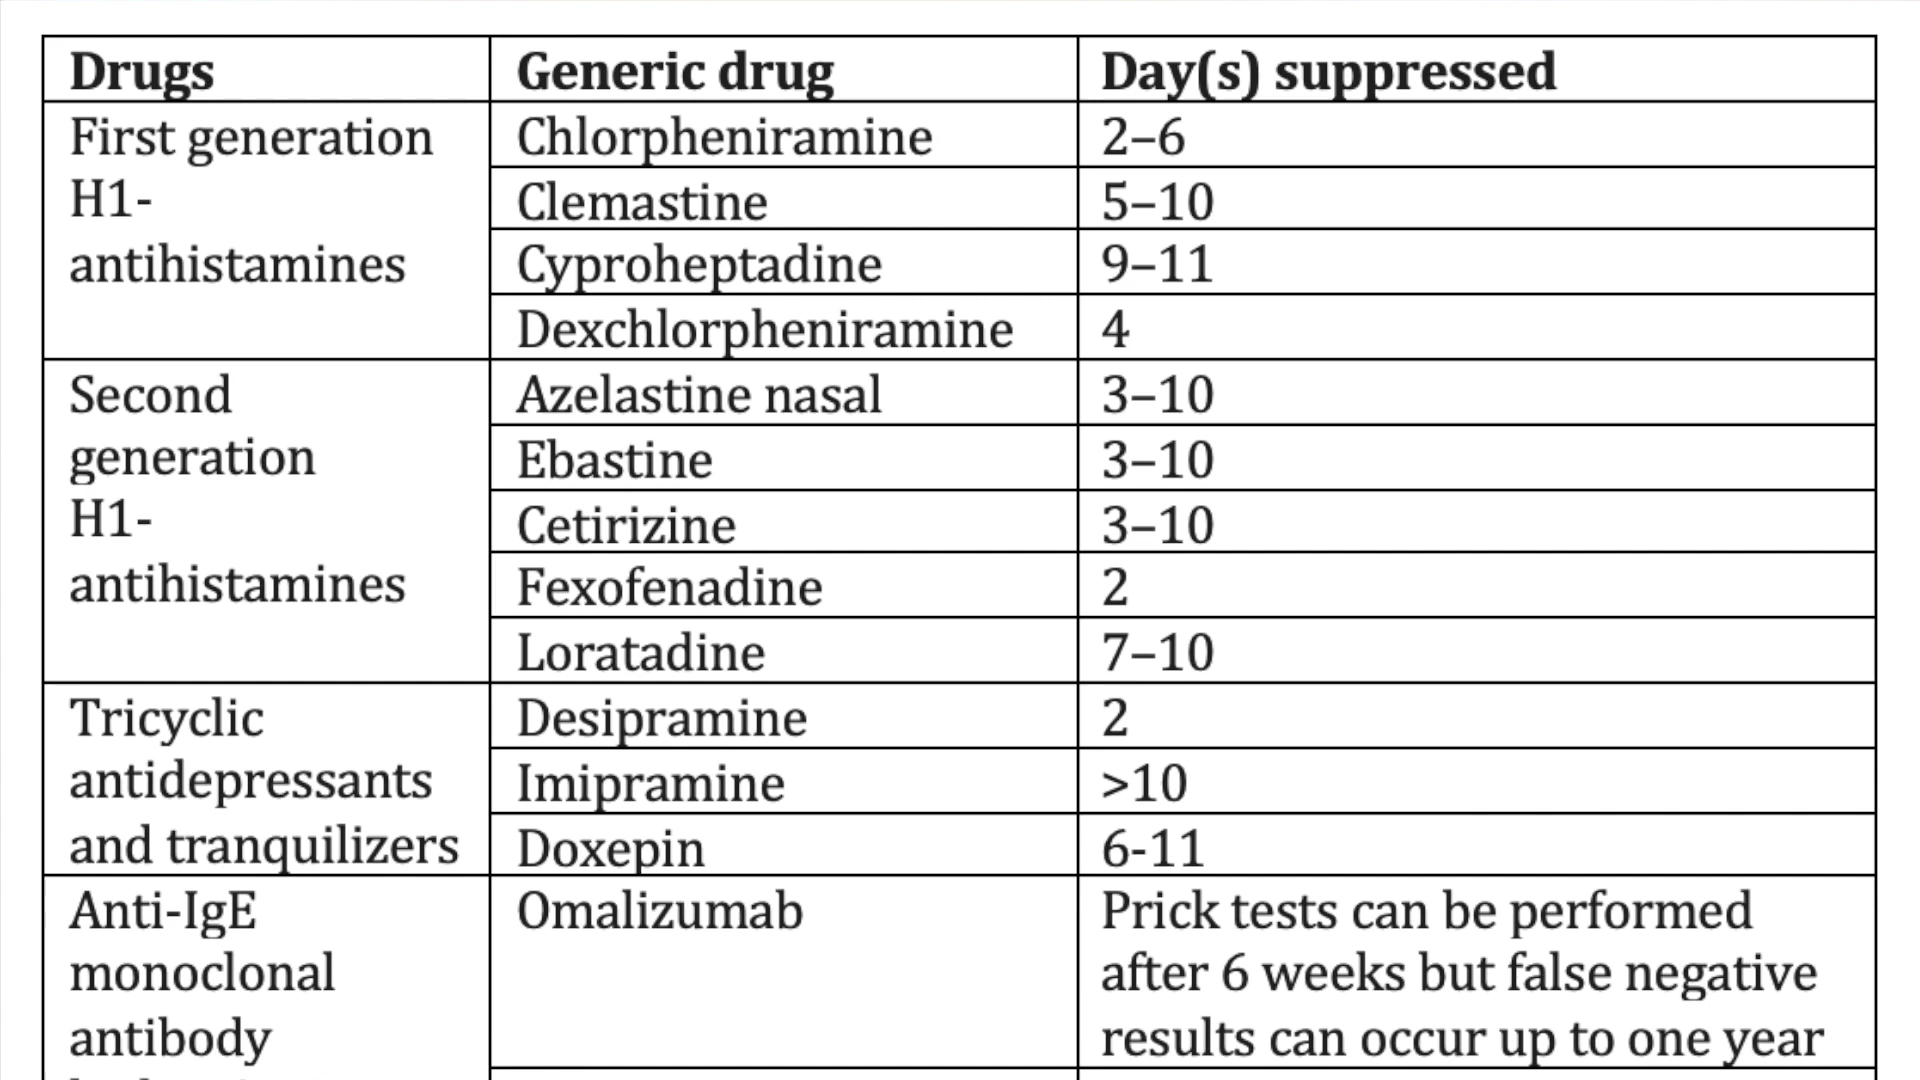 Drugs Generic drug Day(s) suppressed
First generation Chlorpheniramine 2–6
H1- Clemastine 5–10
antihistamines Cyproheptadine 9–11
Dexchlorpheniramine 4
Second Azelastine nasal 3–10
generation Ebastine 3–10
H1- Cetirizine 3–10
antihistamines Fexofenadine 2
Loratadine 7–10
Tricyclic Desipramine 2
antidepressants Imipramine >10
and tranquilizers Doxepin 6-11
Anti-IgE Omalizumab Prick tests can be performed
monoclonal after 6 weeks but false negative
antibody results can occur up to one year